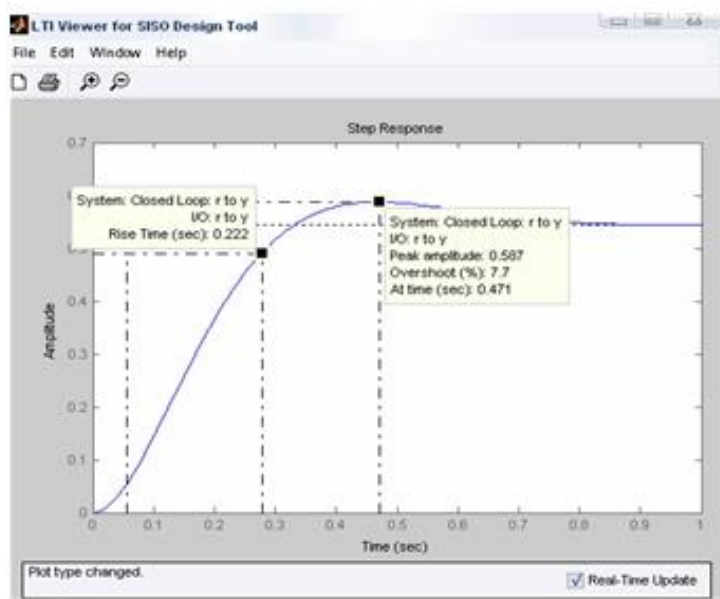 LTI Viewer for SISO Design Tool
File Edit Window Help
Step Response
0.7
System: Closed Loop: r to y
I/O: r to y
Rise Time (sec): 0.222
System: Closed Loop: r to y
I/O: r to y
Peak amplitude: 0.587
Overshoot (%): 7.7
At time (sec): 0.471
0.4
0.3
0.2
0.1
0
Amplitude
0 0.1 0.2 0.3 0.4 0.5 0.6 0.7 0.8 0.9 1
Time (sec)
Plot type changed.
Real-Time Update